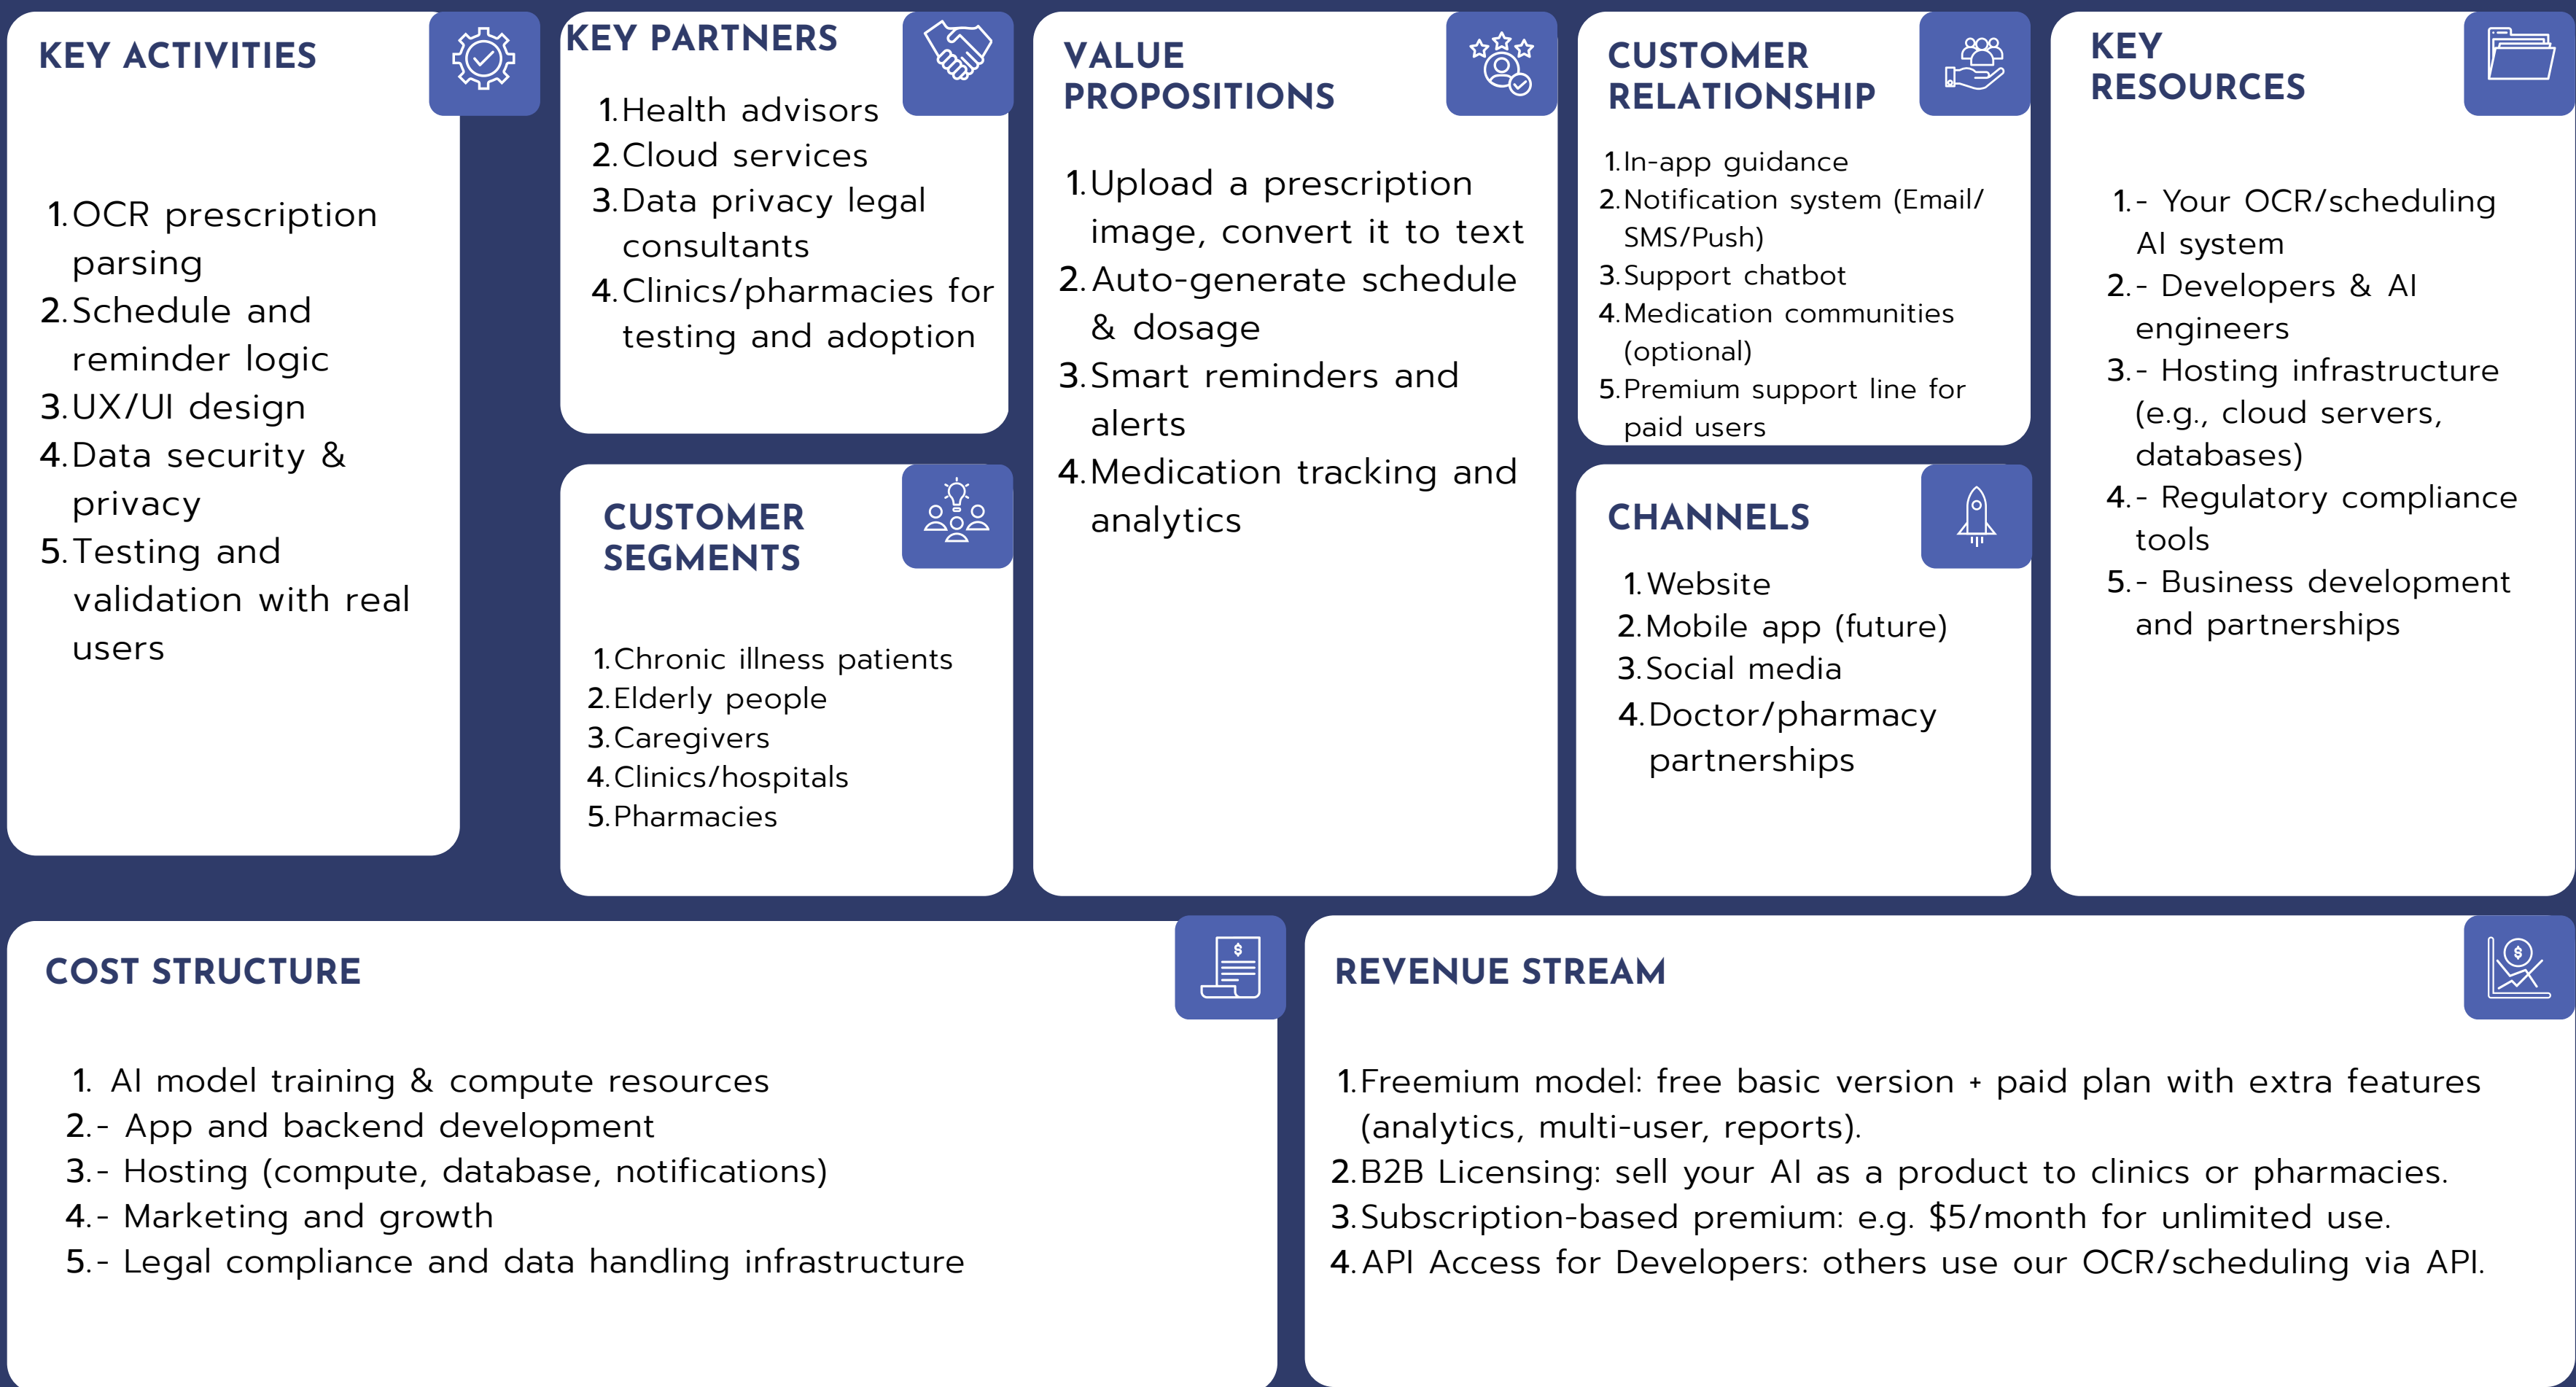 KEY ACTIVITIES
1.OCR prescription
parsing
2.Schedule and
reminder logic
3.UX/UI design
4.Data security &
privacy
5.Testing and
validation with real
users
KEY PARTNERS
1.Health advisors
2.Cloud services
3.Data privacy legal
consultants
4.Clinics/pharmacies for
testing and adoption
CUSTOMER
SEGMENTS
1.Chronic illness patients
2.Elderly people
3.Caregivers
4.Clinics/hospitals
5.Pharmacies
VALUE
PROPOSITIONS
1.Upload a prescription
image, convert it to text
2.Auto-generate schedule
& dosage
3.Smart reminders and
alerts
4.Medication tracking and
analytics
CUSTOMER
RELATIONSHIP
1.In-app guidance
2.Notification system (Email/
SMS/Push)
3.Support chatbot
4.Medication communities
(optional)
5.Premium support line for
paid users
CHANNELS
1.Website
2.Mobile app (future)
3.Social media
4.Doctor/pharmacy
partnerships
KEY
RESOURCES
1.- Your OCR/scheduling
AI system
2.- Developers & AI
engineers
3.- Hosting infrastructure
(e.g., cloud servers,
databases)
4.- Regulatory compliance
tools
5.- Business development
and partnerships
COST STRUCTURE
$
1. AI model training & compute resources
2.- App and backend development
3.- Hosting (compute, database, notifications)
4.- Marketing and growth
5.- Legal compliance and data handling infrastructure
REVENUE STREAM
$
1.Freemium model: free basic version + paid plan with extra features
(analytics, multi-user, reports).
2.B2B Licensing: sell your AI as a product to clinics or pharmacies.
3.Subscription-based premium: e.g. $5/month for unlimited use.
4.API Access for Developers: others use our OCR/scheduling via API.